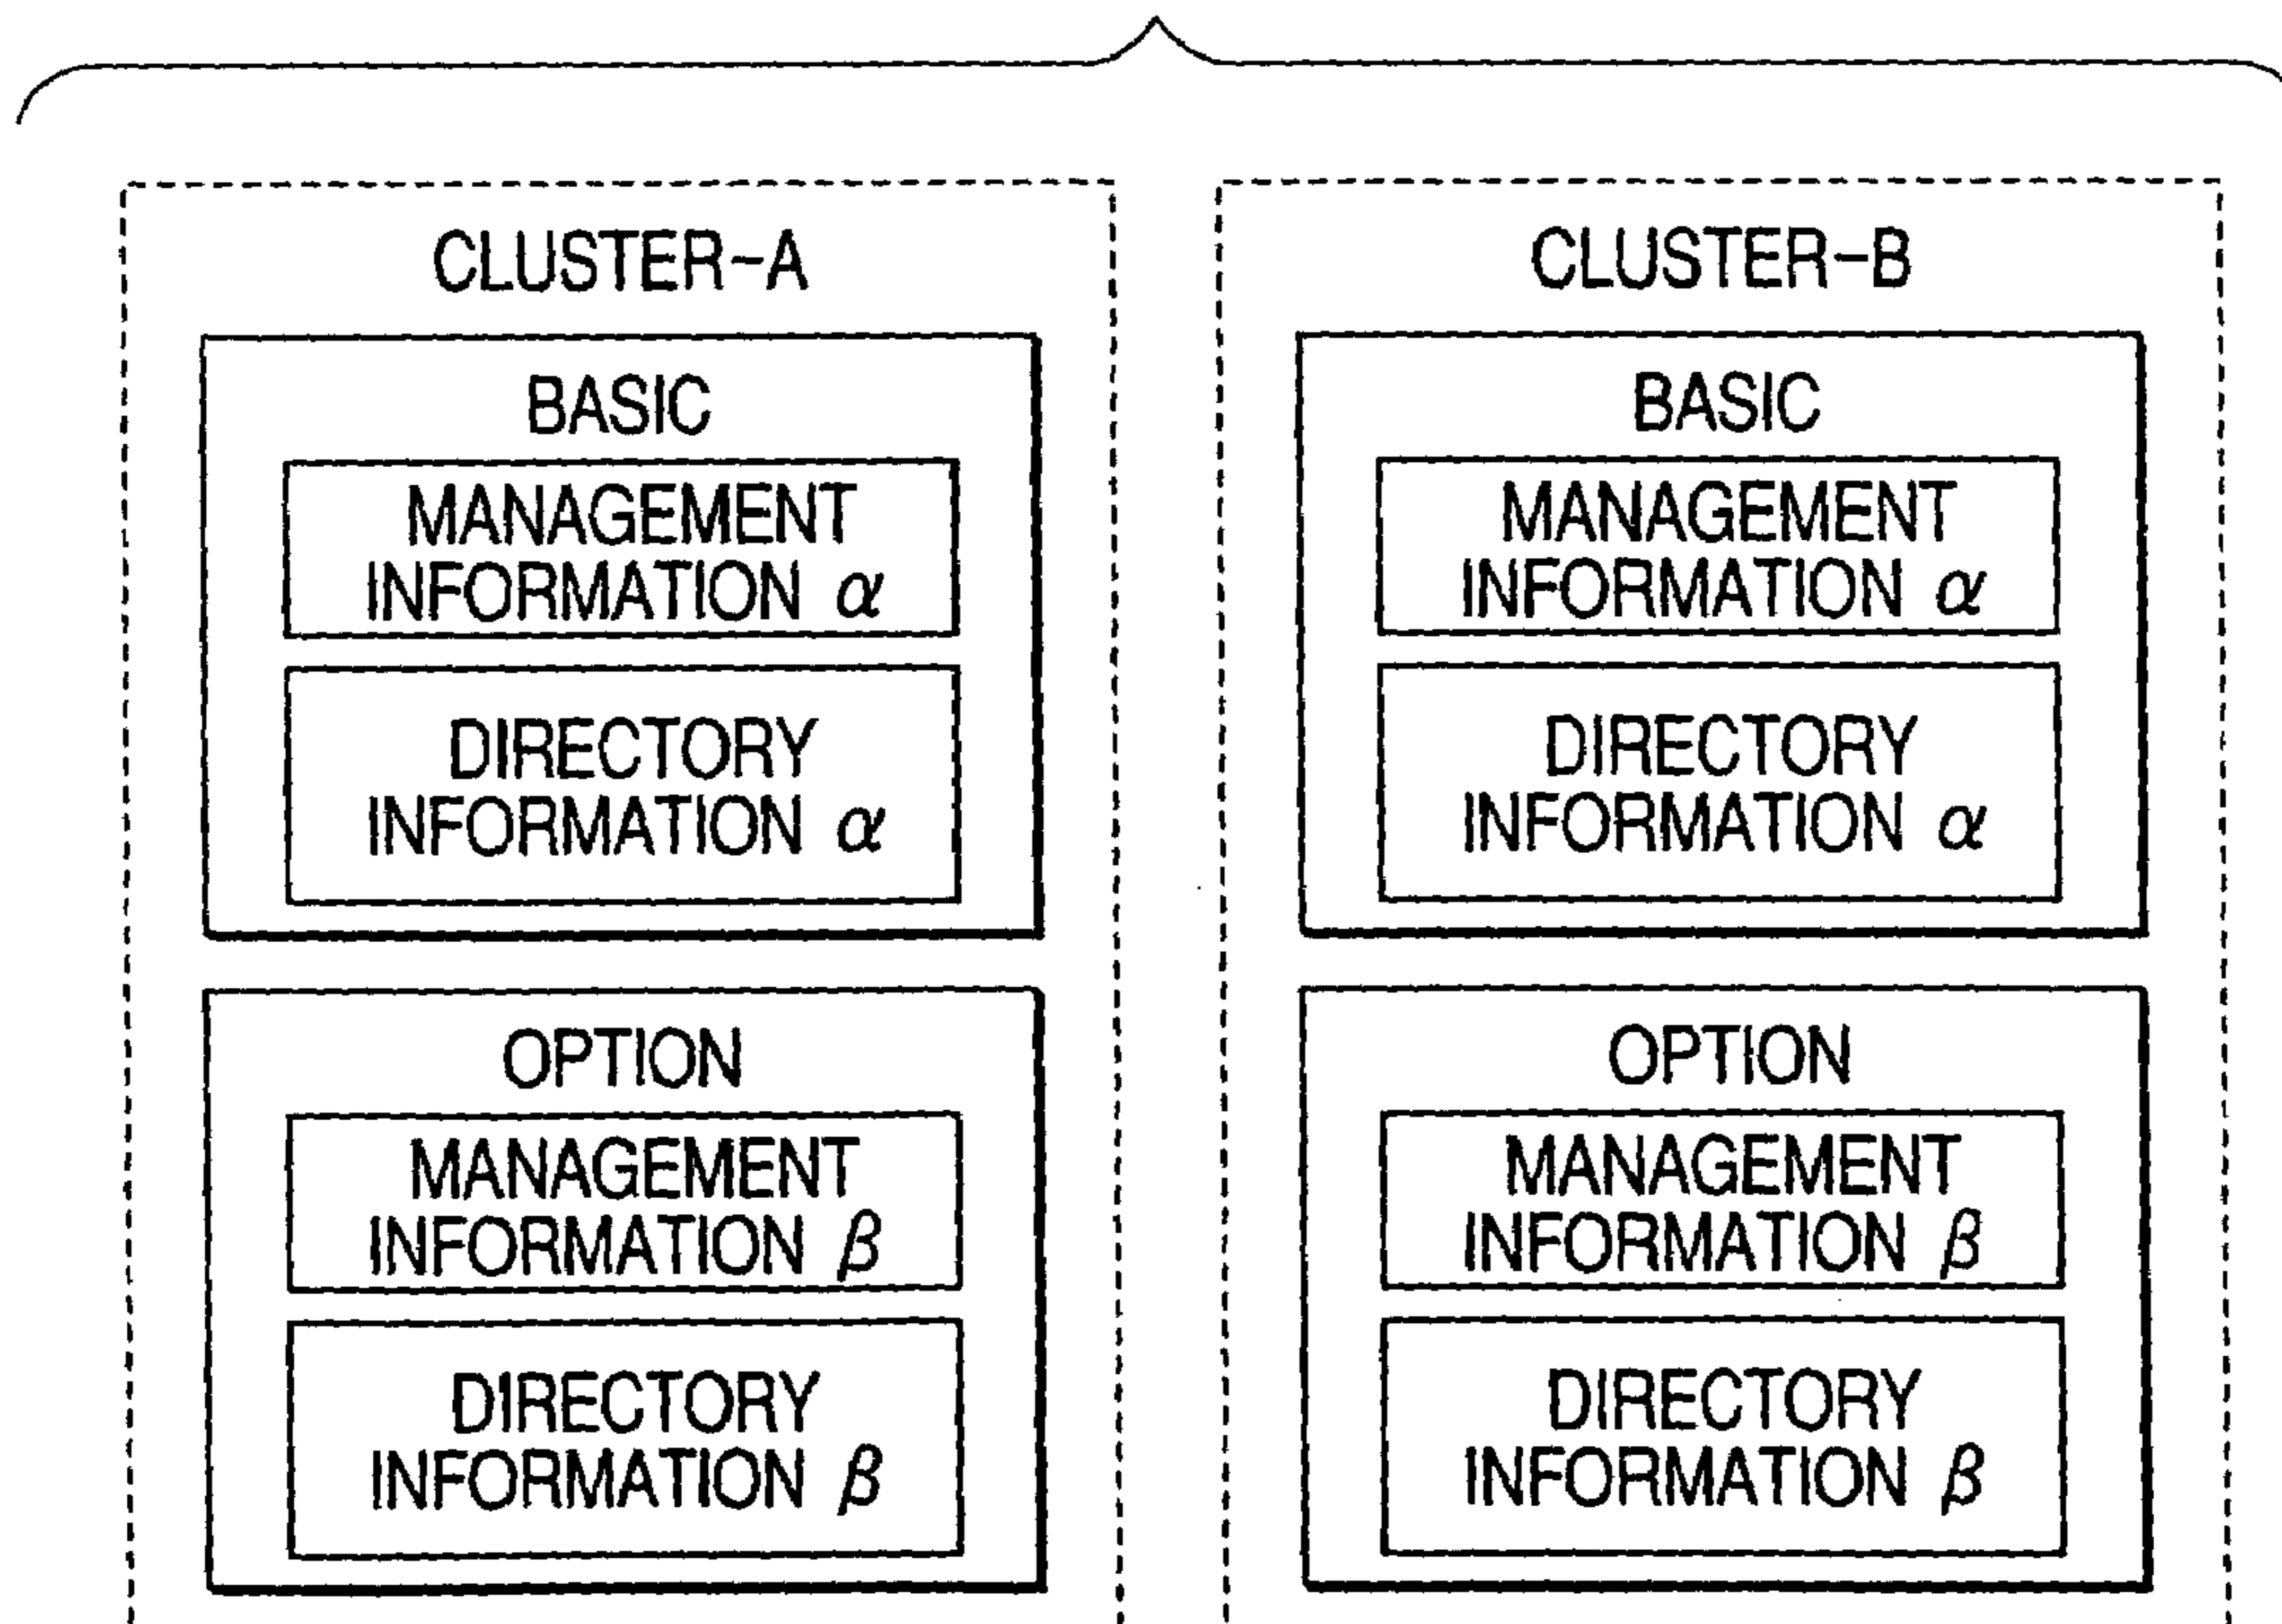 CLUSTER-A
BASIC
MANAGEMENT
INFORMATION α
DIRECTORY
INFORMATION α
OPTION
MANAGEMENT
INFORMATION β
DIRECTORY
INFORMATION β
CLUSTER-B
BASIC
MANAGEMENT
INFORMATION α
DIRECTORY
INFORMATION α
OPTION
MANAGEMENT
INFORMATION β
DIRECTORY
INFORMATION β